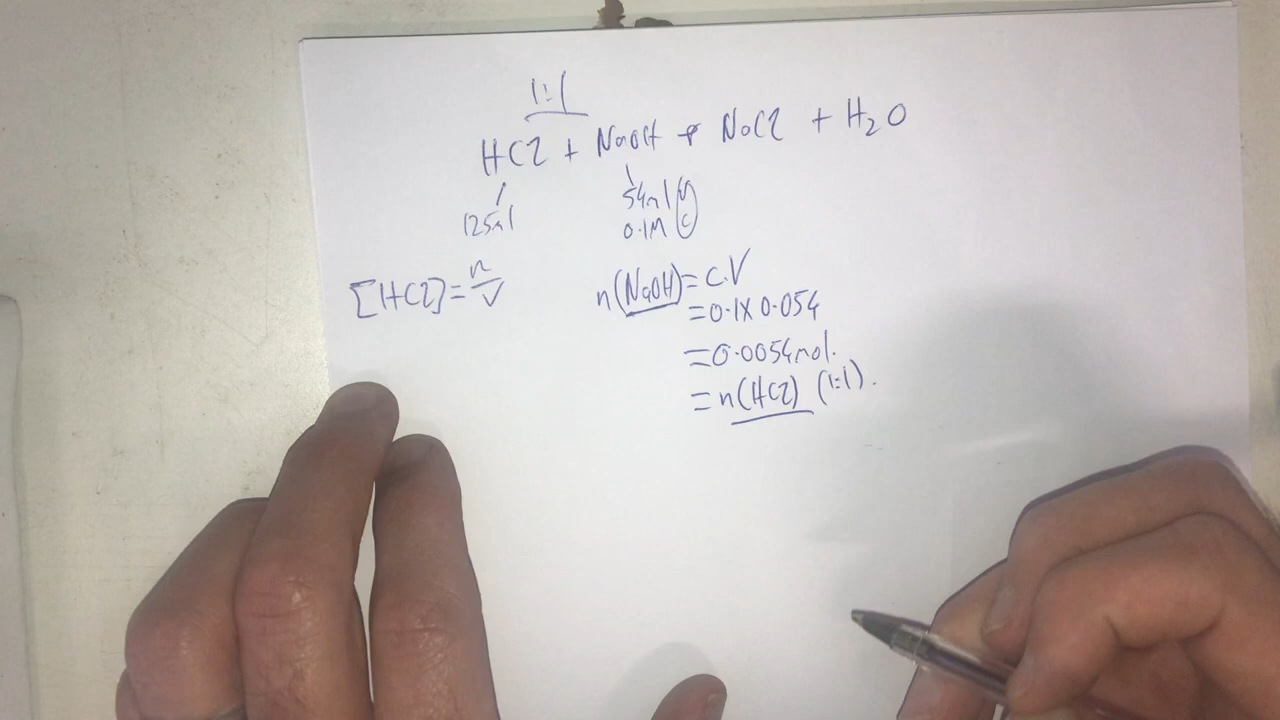 1:1
HCl + NaOH → NaCl + H2O
125ml
54ml V
0.1M C
[HCl] = n/V
n(NaOH) = C.V
= 0.1 x 0.054
= 0.0054mol.
= n(HCl) (1:1).